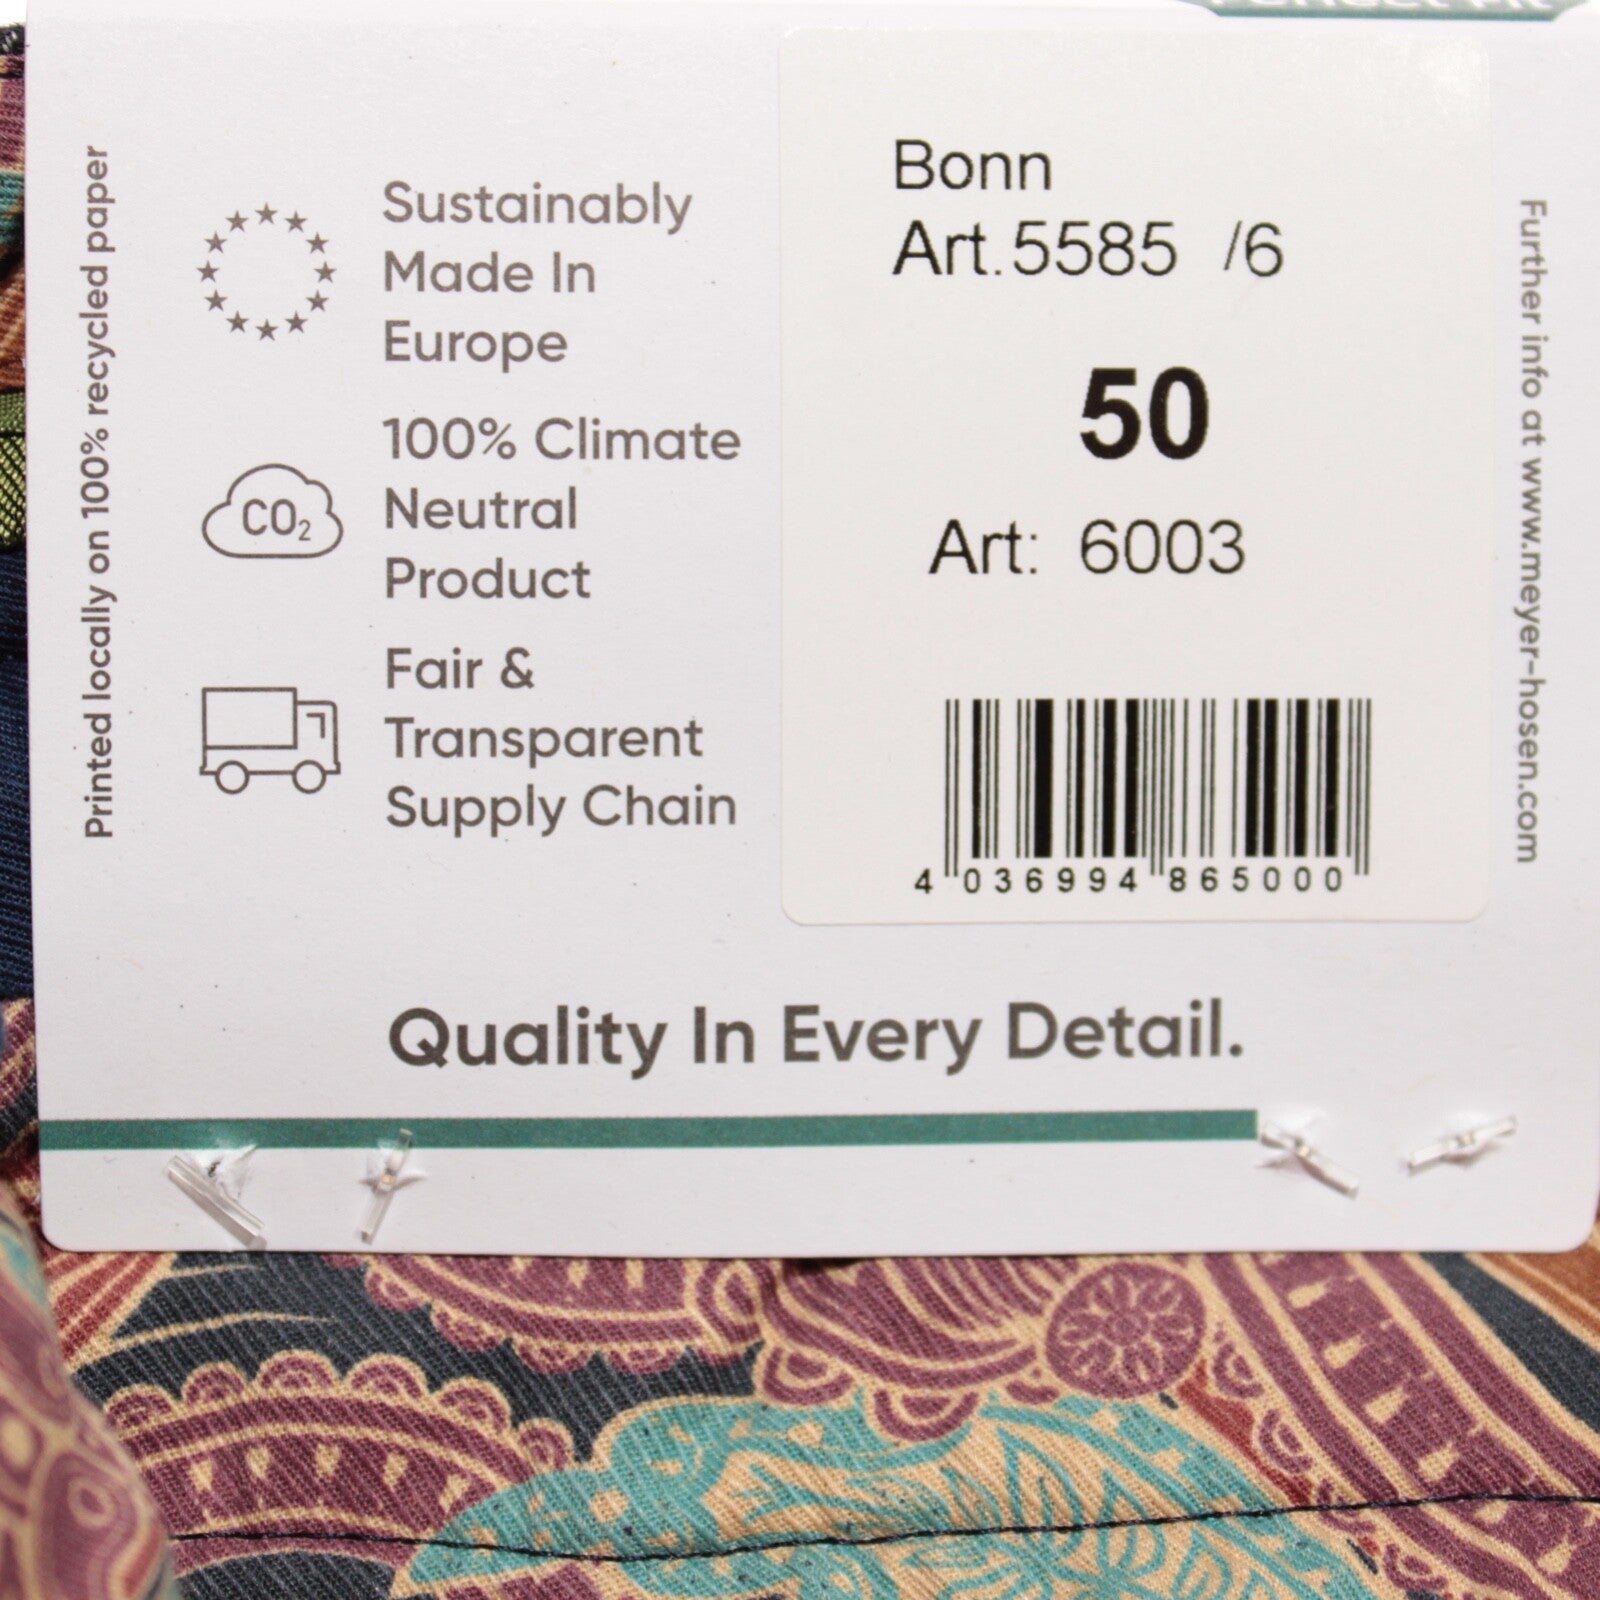 Perfect Fit
Printed locally on 100% recycled paper
Sustainably
Made In
Europe
CO₂
100% Climate
Neutral
Product
Fair &
Transparent
Supply Chain
Bonn
Art.5585 /6
50
Art: 6003
4 036994 865000
Further info at www.meyer-hosen.com
Quality In Every Detail.